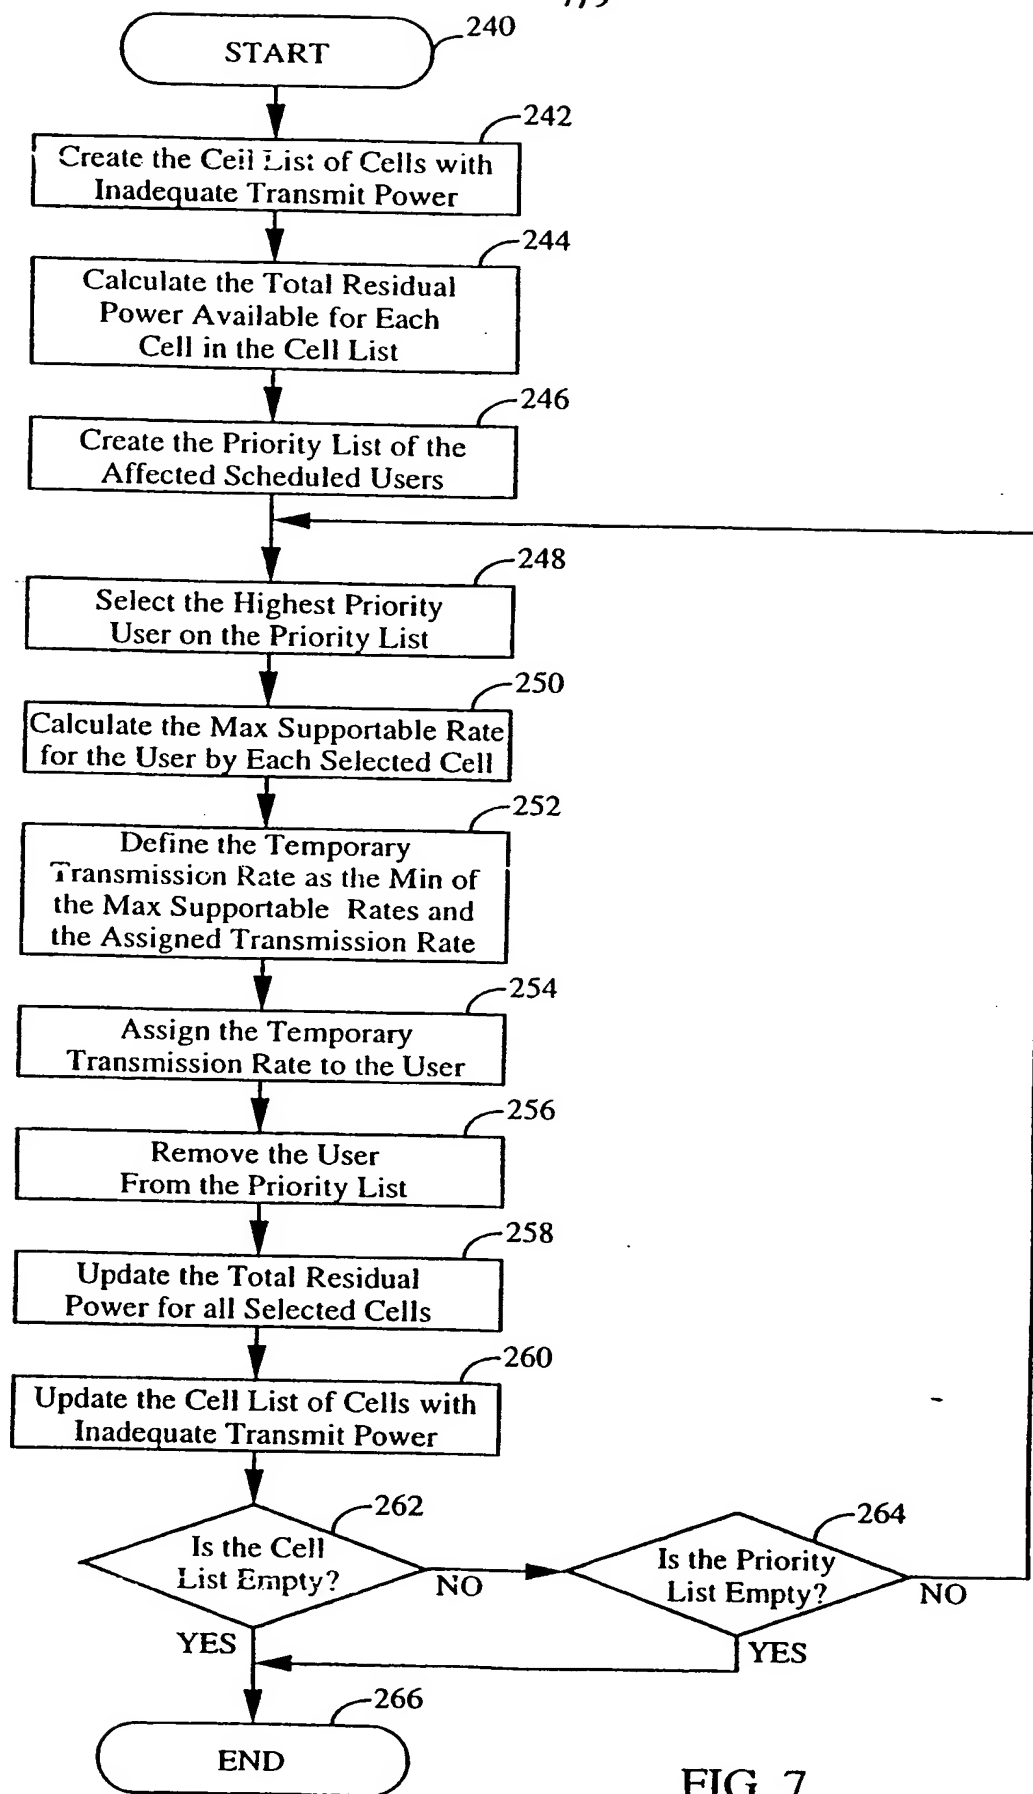 240
START
242
Create the Cell List of Cells with
Inadequate Transmit Power
244
Calculate the Total Residual
Power Available for Each
Cell in the Cell List
246
Create the Priority List of the
Affected Scheduled Users
248
Select the Highest Priority
User on the Priority List
250
Calculate the Max Supportable Rate
for the User by Each Selected Cell
252
Define the Temporary
Transmission Rate as the Min of
the Max Supportable Rates and
the Assigned Transmission Rate
254
Assign the Temporary
Transmission Rate to the User
256
Remove the User
From the Priority List
258
Update the Total Residual
Power for all Selected Cells
260
Update the Cell List of Cells with
Inadequate Transmit Power
262
Is the Cell
List Empty?
NO
YES
264
Is the Priority
List Empty?
NO
YES
266
END
FIG. 7